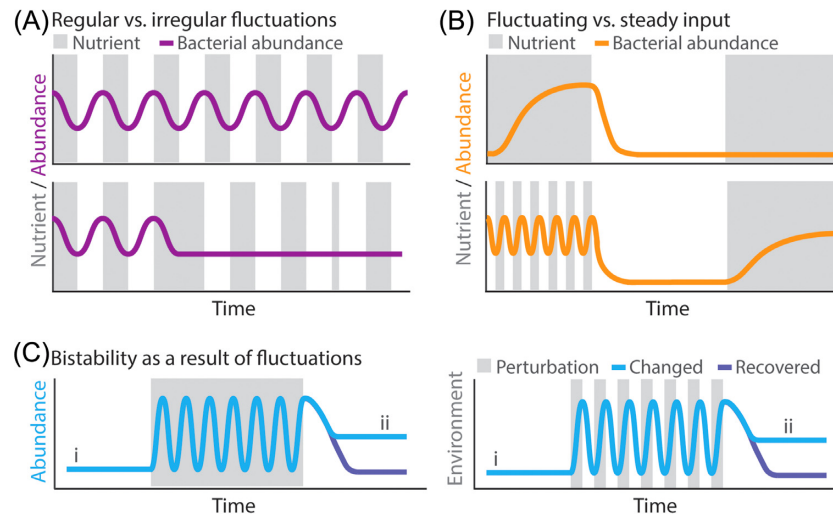 (A) Regular vs. irregular fluctuations
Nutrient Bacterial abundance
Nutrient / Abundance
Time
(B) Fluctuating vs. steady input
Nutrient Bacterial abundance
Nutrient / Abundance
Time
(C) Bistability as a result of fluctuations
Abundance
i
ii
Time
Perturbation Changed Recovered
Environment
i
ii
Time